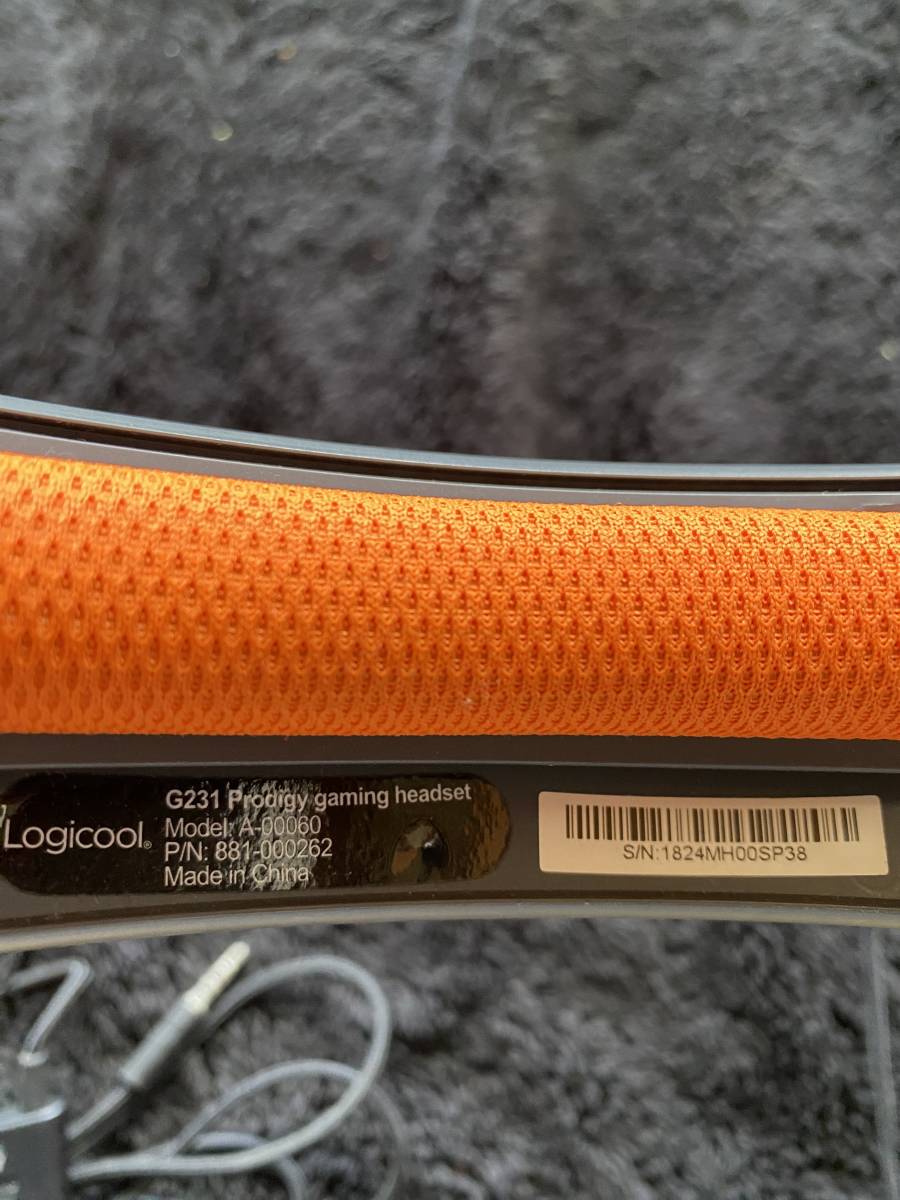 Logicool®
G231 Prodigy gaming headset
Model: A-00060
P/N: 881-000262
Made in China
S/N:1824MH00SP38